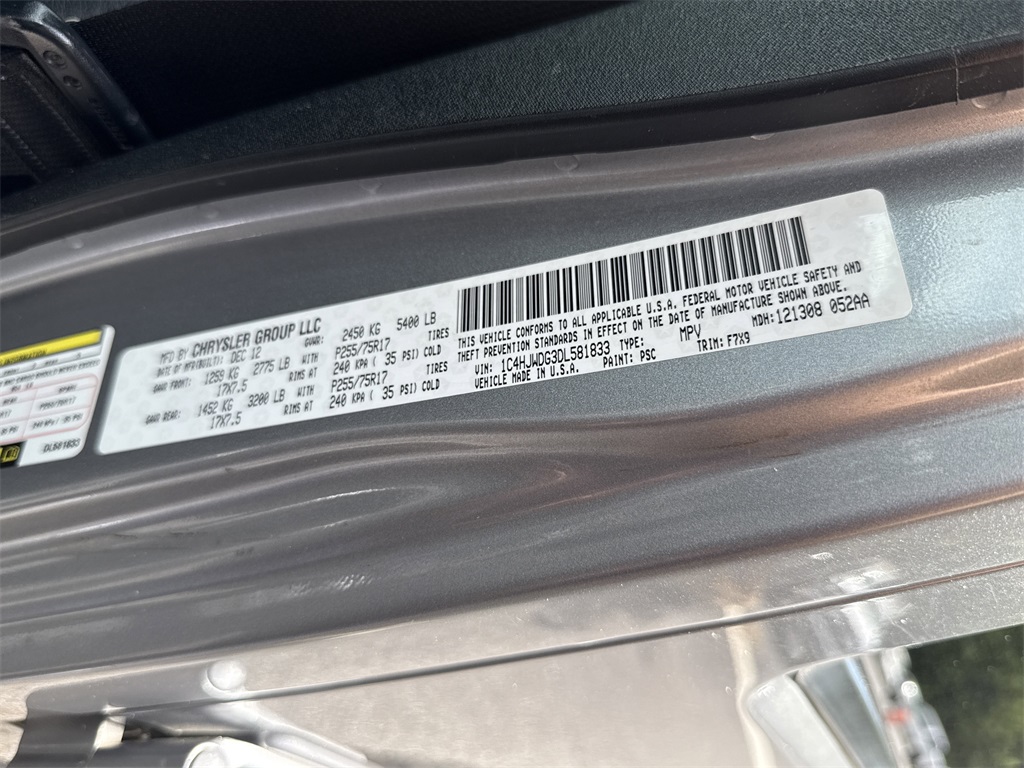 MFD BY CHRYSLER GROUP LLC
DATE OF MFR(BUILT): DEC 12 GVWR: 2450 KG 5400 LB
GAWR FRONT: 1259 KG 2775 LB WITH P255/75R17 TIRES
17X7.5 RIMS AT 240 KPA ( 35 PSI) COLD
GAWR REAR: 1452 KG 3200 LB WITH P255/75R17 TIRES
17X7.5 RIMS AT 240 KPA ( 35 PSI) COLD
THIS VEHICLE CONFORMS TO ALL APPLICABLE U.S.A. FEDERAL MOTOR VEHICLE SAFETY AND
THEFT PREVENTION STANDARDS IN EFFECT ON THE DATE OF MANUFACTURE SHOWN ABOVE.
VIN: 1C4HJWDG3DL581833 TYPE: MPV MDH: 121308 052AA
VEHICLE MADE IN U.S.A. PAINT: PSC TRIM: F7X9
INFORMATION
DL581833